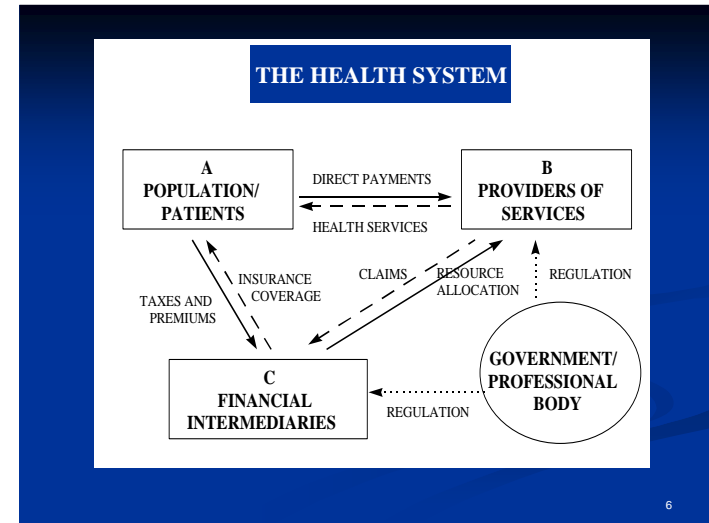 THE HEALTH SYSTEM
A
POPULATION/
PATIENTS
DIRECT PAYMENTS
HEALTH SERVICES
B
PROVIDERS OF
SERVICES
TAXES AND
PREMIUMS
INSURANCE
COVERAGE
CLAIMS
RESOURCE
ALLOCATION
REGULATION
C
FINANCIAL
INTERMEDIARIES
REGULATION
GOVERNMENT/
PROFESSIONAL
BODY
6